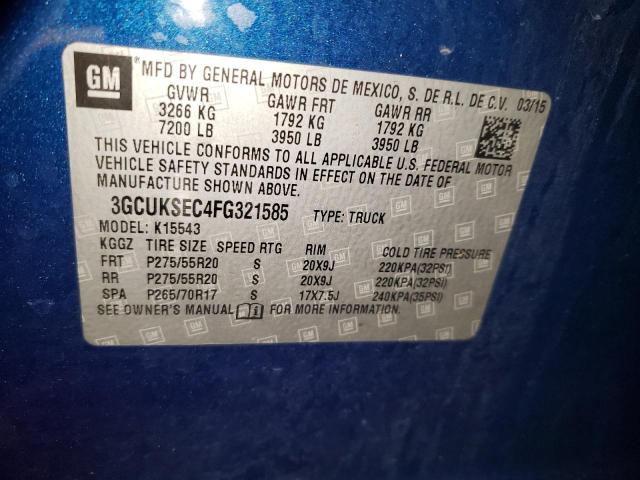 GM
®MFD BY GENERAL MOTORS DE MEXICO, S. DE R.L. DE C.V. 03/15
GVWR GAWR FRT GAWR RR
3266 KG 1792 KG 1792 KG
7200 LB 3950 LB 3950 LB
THIS VEHICLE CONFORMS TO ALL APPLICABLE U.S. FEDERAL MOTOR
VEHICLE SAFETY STANDARDS IN EFFECT ON THE DATE OF
MANUFACTURE SHOWN ABOVE.
3GCUKSEC4FG321585 TYPE: TRUCK
MODEL: K15543
KGGZ TIRE SIZE SPEED RTG RIM COLD TIRE PRESSURE
FRT P275/55R20 S 20X9J 220KPA(32PSI)
RR P275/55R20 S 20X9J 220KPA(32PSI)
SPA P265/70R17 S 17X7.5J 240KPA(35PSI)
SEE OWNER'S MANUAL FOR MORE INFORMATION.